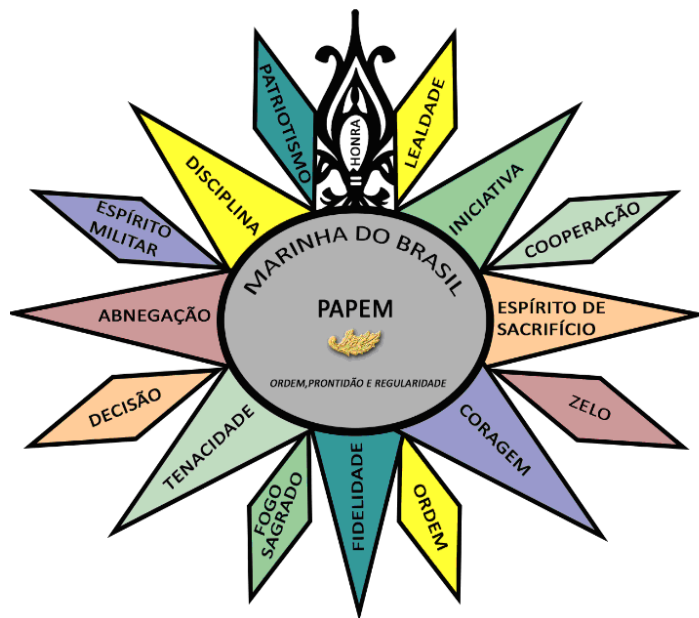 HONRA
LEALDADE
INICIATIVA
COOPERAÇÃO
ESPÍRITO DE
SACRIFÍCIO
ZELO
CORAGEM
ORDEM
FIDELIDADE
FOGO
SAGRADO
TENACIDADE
DECISÃO
ABNEGAÇÃO
ESPÍRITO
MILITAR
DISCIPLINA
PATRIOTISMO
MARINHA DO BRASIL
PAPEM
ORDEM,PRONTIDÃO E REGULARIDADE